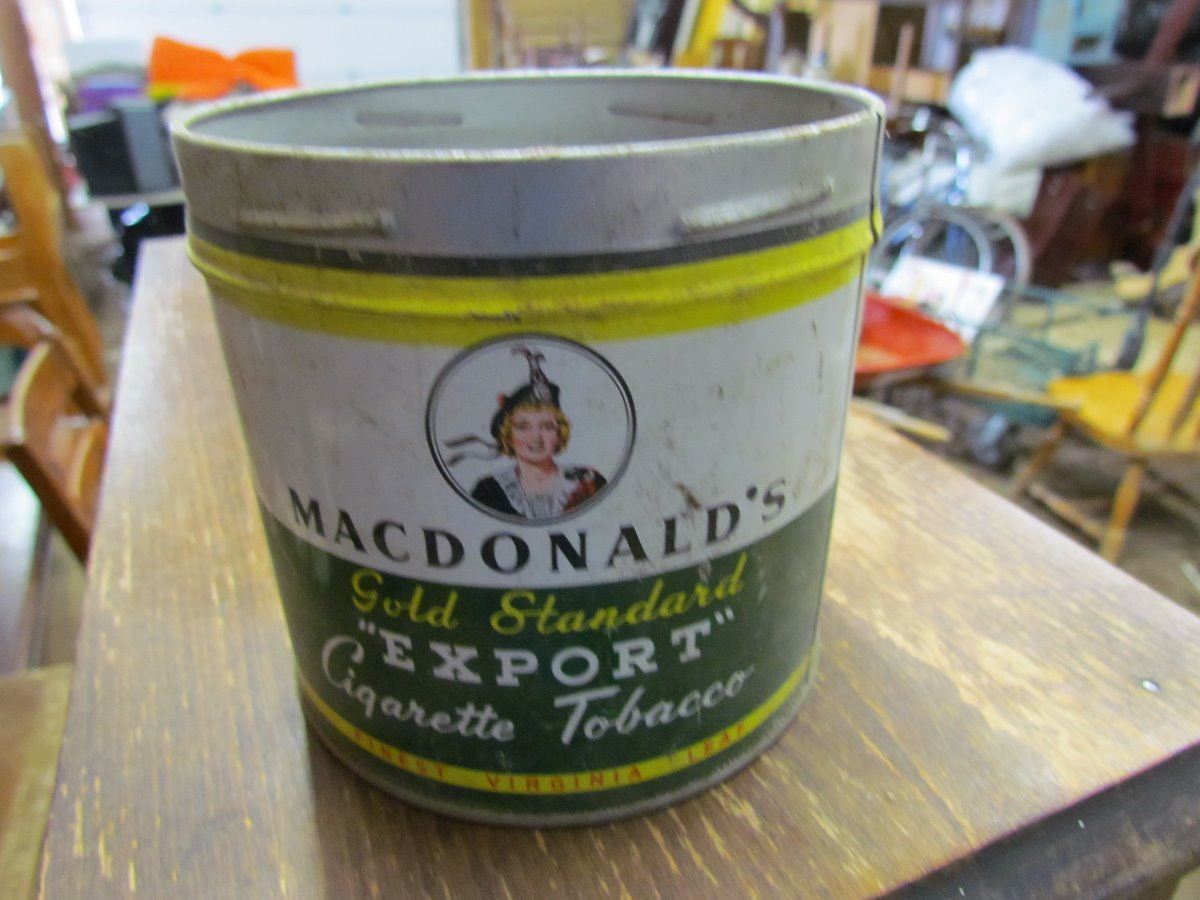 MACDONALD'S
Gold Standard
"EXPORT"
Cigarette Tobacco
FINEST VIRGINIA LEAF